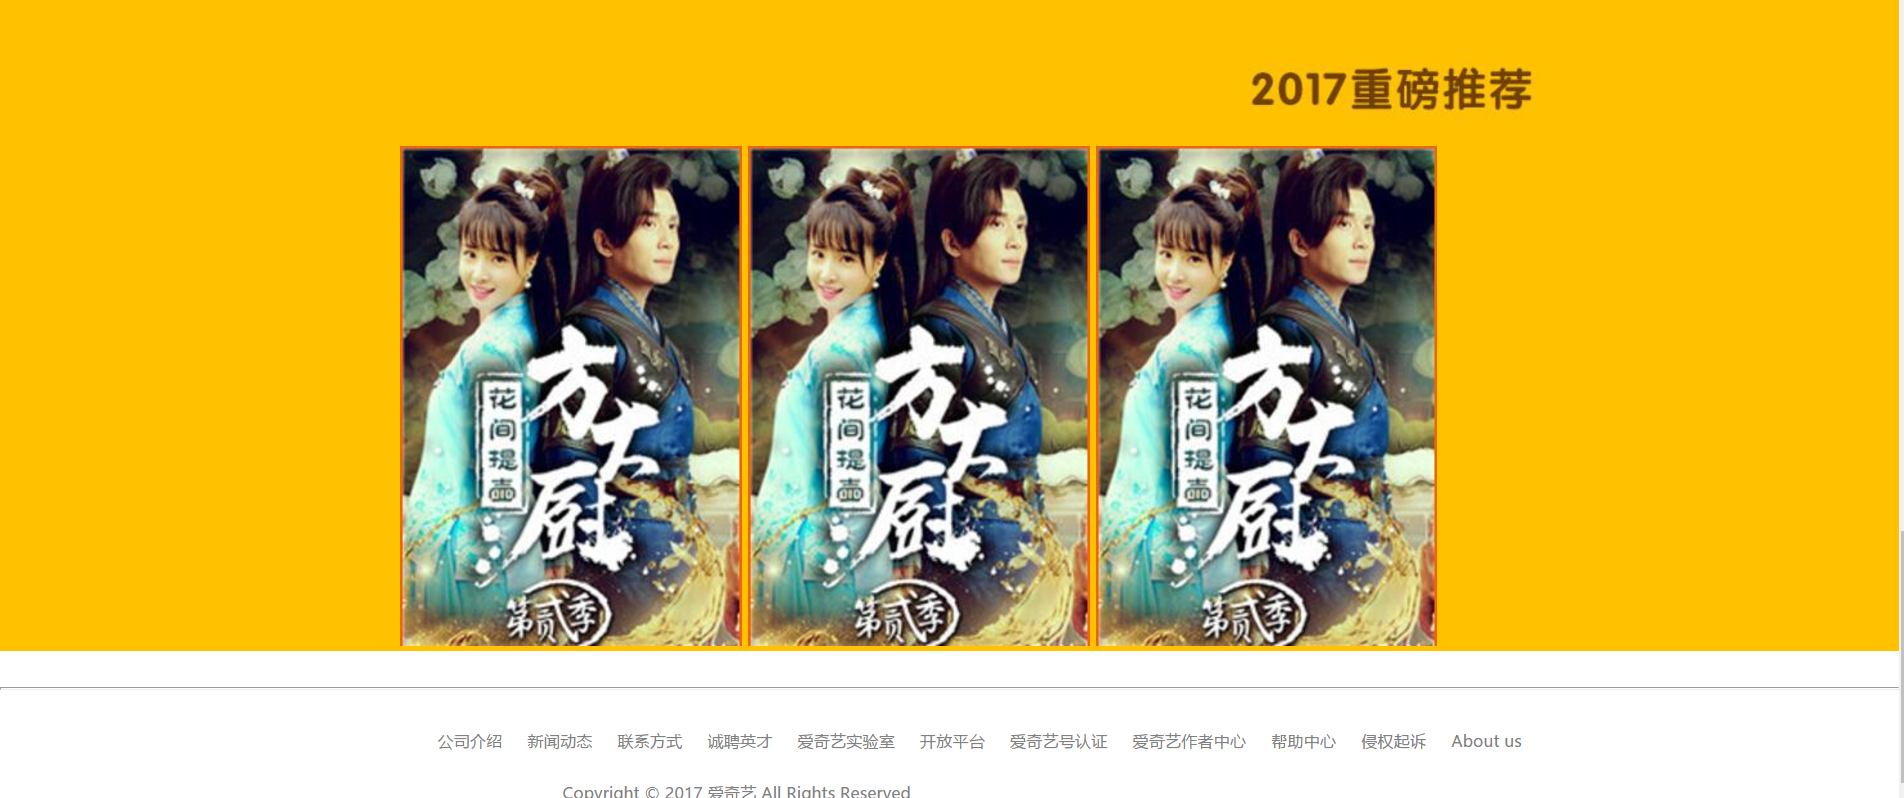 2017重磅推荐
花间提壶
方大厨
第贰季
花间提壶
方大厨
第贰季
花间提壶
方大厨
第贰季
公司介绍 新闻动态 联系方式 诚聘英才 爱奇艺实验室 开放平台 爱奇艺号认证 爱奇艺作者中心 帮助中心 侵权起诉 About us
Copyright © 2017 爱奇艺 All Rights Reserved